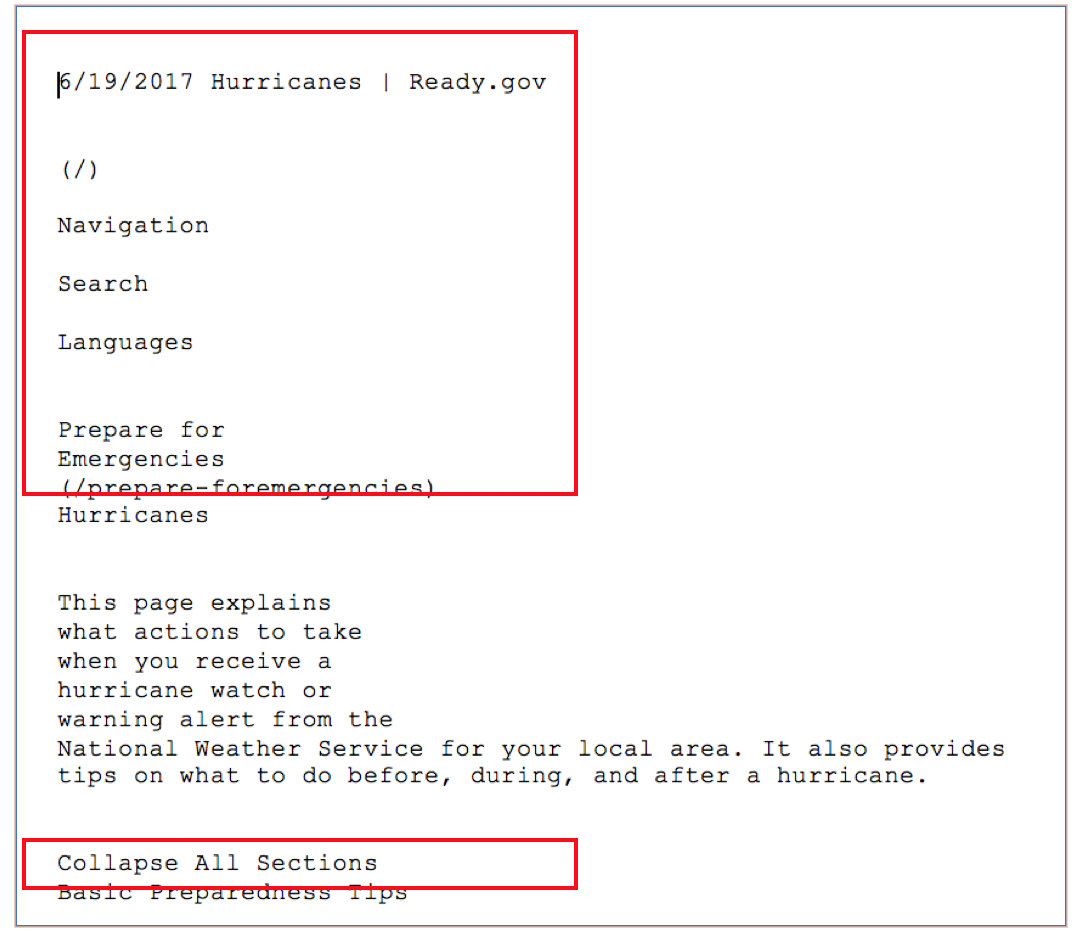 6/19/2017 Hurricanes | Ready.gov
(/)
Navigation
Search
Languages
Prepare for
Emergencies
(/prepare-foremergencies)
Hurricanes
This page explains
what actions to take
when you receive a
hurricane watch or
warning alert from the
National Weather Service for your local area. It also provides
tips on what to do before, during, and after a hurricane.
Collapse All Sections
Basic Preparedness Tips